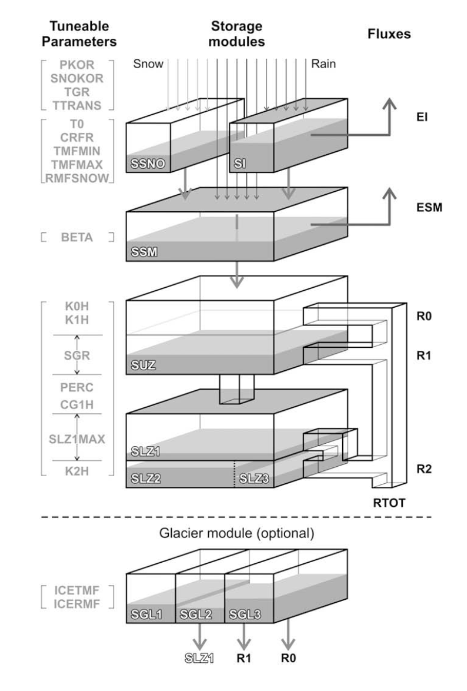 Tuneable Parameters
Storage modules
Fluxes
PKOR
SNOKOR
TGR
TTRANS
Snow
Rain
T0
CRFR
TMFMIN
TMFMAX
RMFSNOW
SSNO
SI
EI
BETA
SSM
ESM
K0H
K1H
SGR
SUZ
R0
R1
PERC
CG1H
SLZ1MAX
K2H
SLZ1
SLZ2
SLZ3
R2
RTOT
Glacier module (optional)
ICETMF
ICERMF
SGL1
SGL2
SGL3
SLZ1
R1
R0